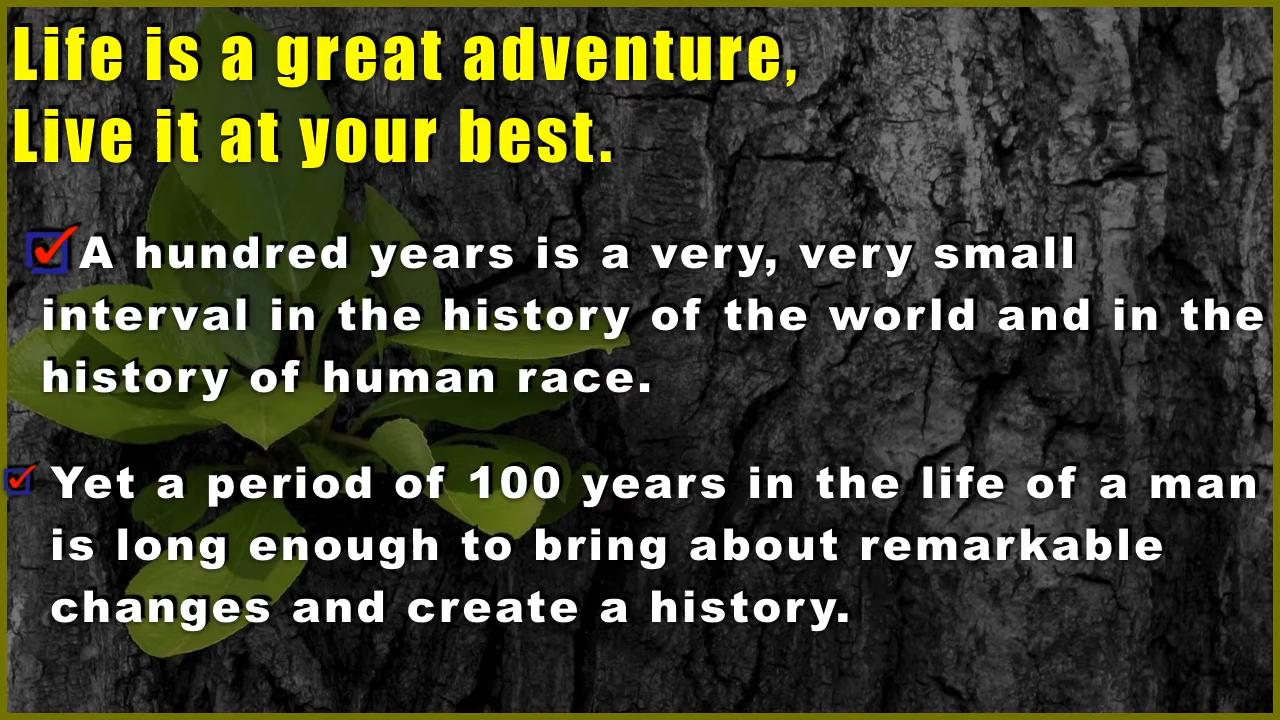 Life is a great adventure,
Live it at your best.
A hundred years is a very, very small
interval in the history of the world and in the
history of human race.
Yet a period of 100 years in the life of a man
is long enough to bring about remarkable
changes and create a history.